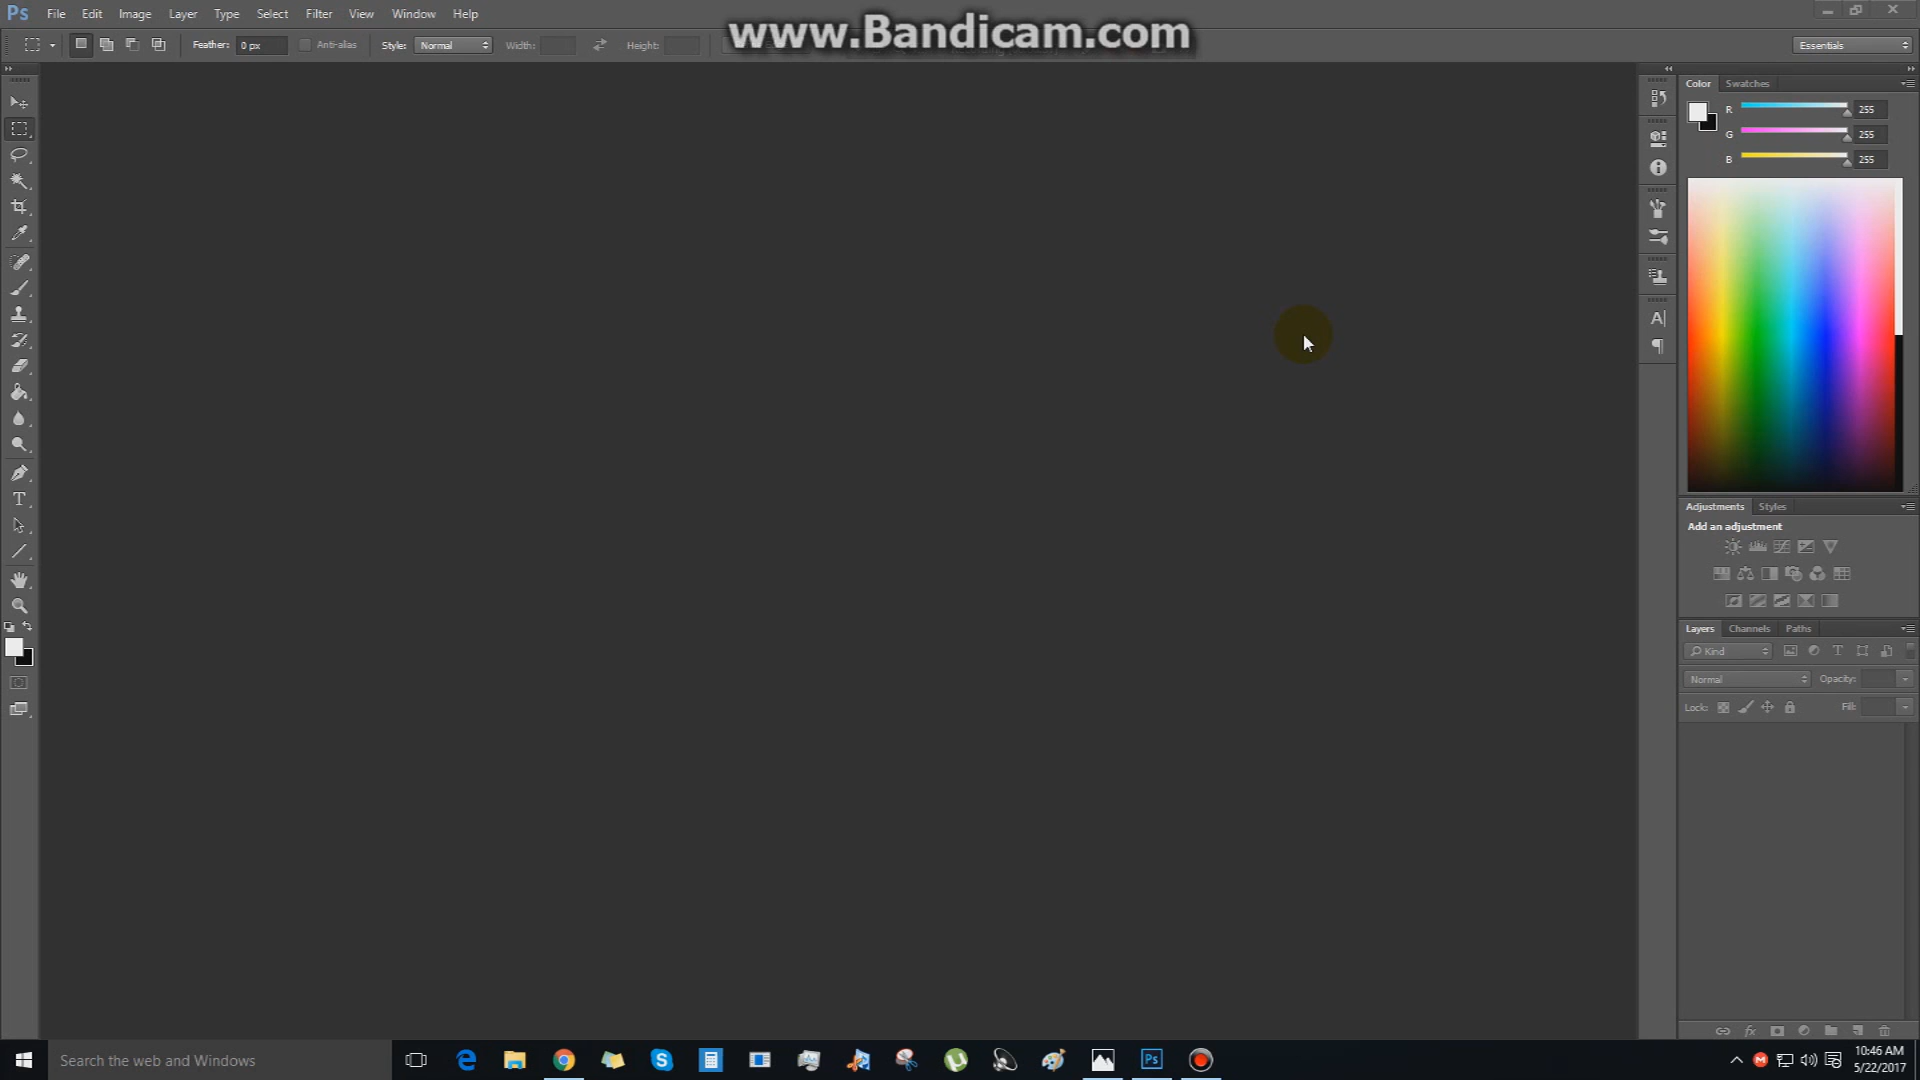 Ps File Edit Image Layer Type Select Filter View Window Help
www.Bandicam.com
Feather: 0 px Anti-alias Style: Normal Width: Height:
Essentials
Color Swatches
R 255
G 255
B 255
A|
T
Adjustments Styles
Add an adjustment
Layers Channels Paths
Kind T
Normal Opacity:
Lock: Fill:
fx
Search the web and Windows
Ps
10:46 AM
5/22/2017